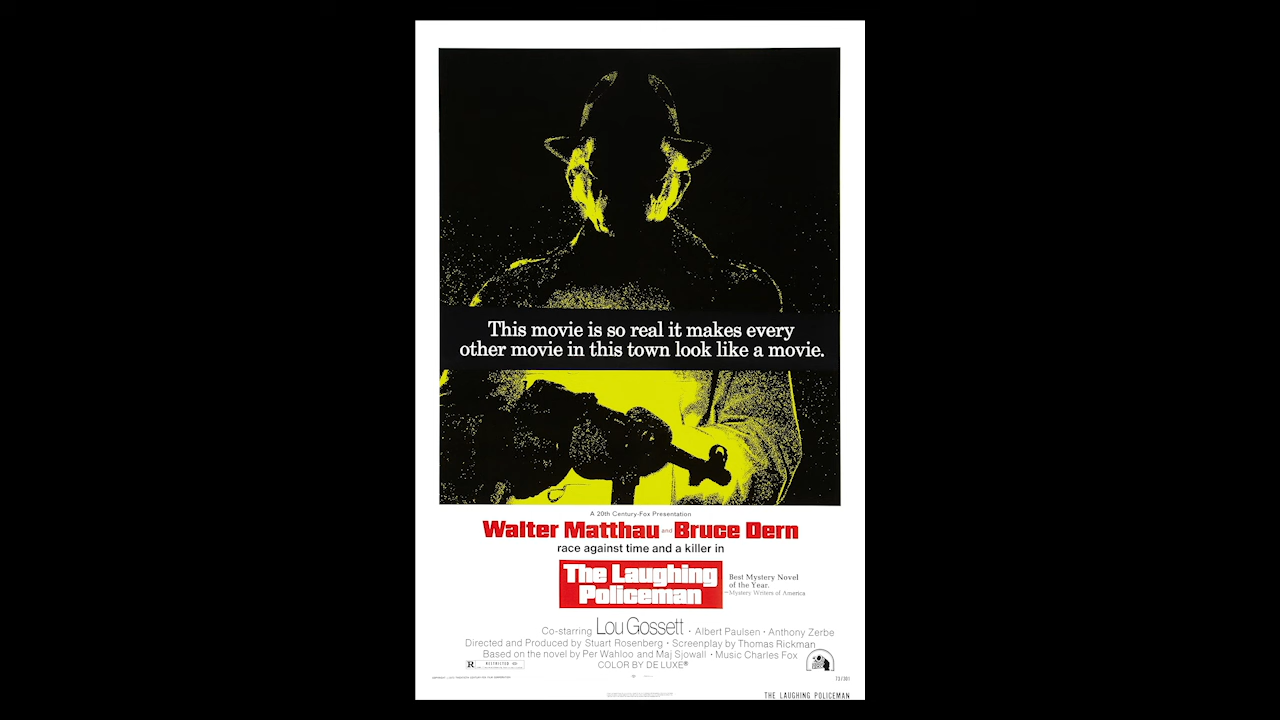 This movie is so real it makes every
other movie in this town look like a movie.
A 20th Century-Fox Presentation
Walter Matthau and Bruce Dern
race against time and a killer in
The Laughing
Policeman
Best Mystery Novel
of the Year.
—Mystery Writers of America
Co-starring Lou Gossett · Albert Paulsen · Anthony Zerbe
Directed and Produced by Stuart Rosenberg · Screenplay by Thomas Rickman
Based on the novel by Per Wahloo and Maj Sjowall · Music Charles Fox
R RESTRICTED
COLOR BY DE LUXE®
73/361
THE LAUGHING POLICEMAN